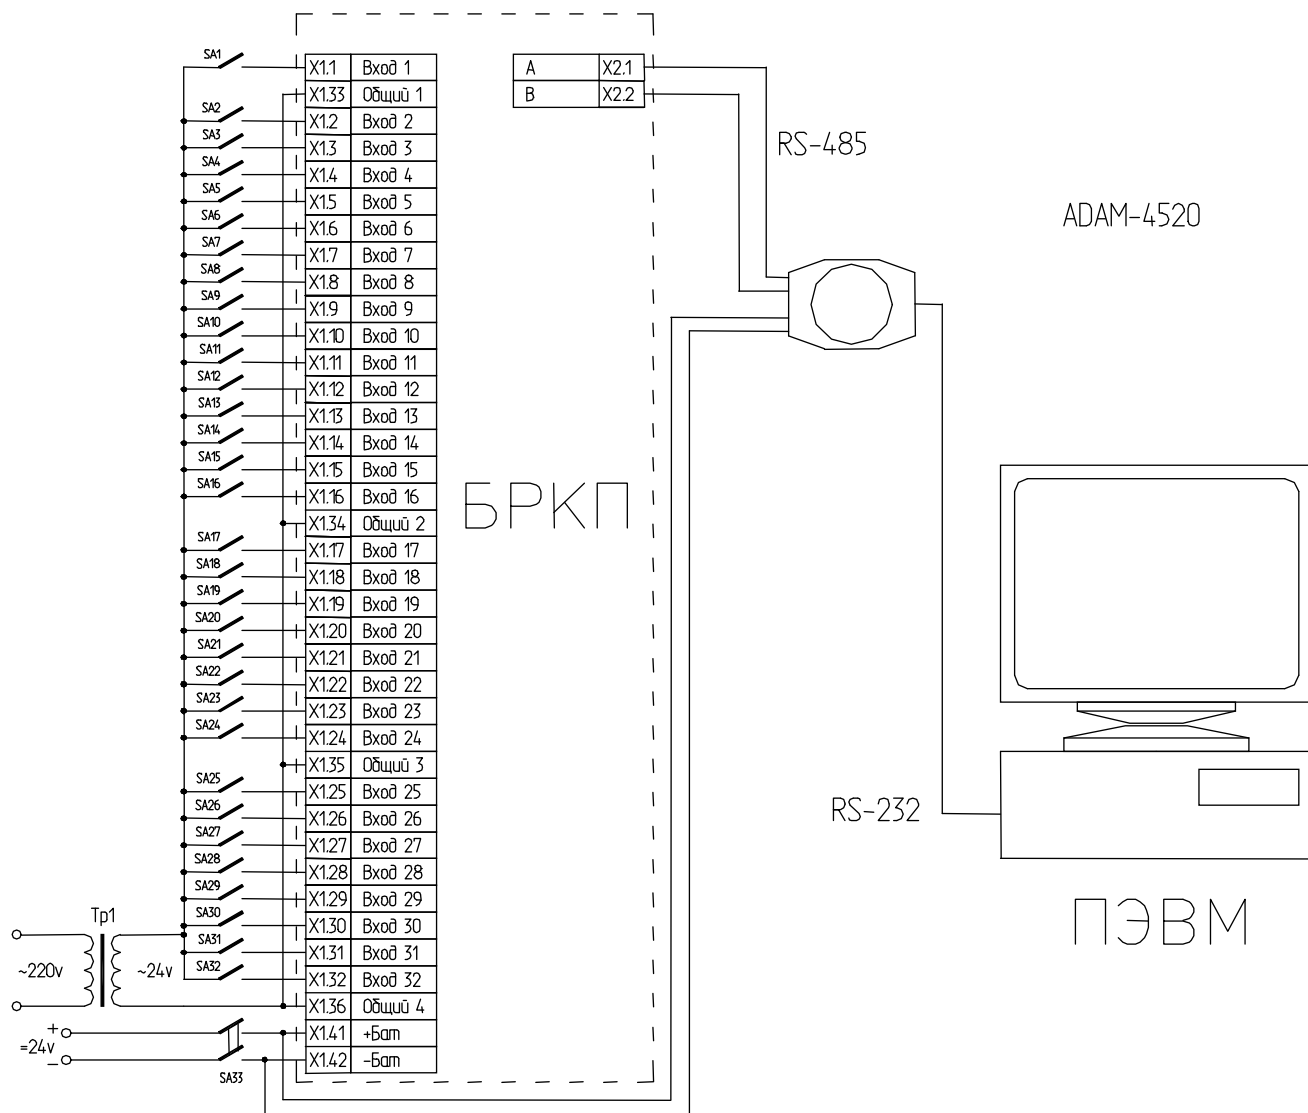 SA1 X1.1 Вход 1 A X2.1
X1.33 Общий 1 B X2.2
SA2 X1.2 Вход 2
SA3 X1.3 Вход 3
RS-485
SA4 X1.4 Вход 4
SA5 X1.5 Вход 5
ADAM-4520
SA6 X1.6 Вход 6
SA7 X1.7 Вход 7
SA8 X1.8 Вход 8
SA9 X1.9 Вход 9
SA10 X1.10 Вход 10
SA11 X1.11 Вход 11
SA12 X1.12 Вход 12
SA13 X1.13 Вход 13
SA14 X1.14 Вход 14
SA15 X1.15 Вход 15
SA16 X1.16 Вход 16
БРКП
X1.34 Общий 2
SA17 X1.17 Вход 17
SA18 X1.18 Вход 18
SA19 X1.19 Вход 19
SA20 X1.20 Вход 20
SA21 X1.21 Вход 21
SA22 X1.22 Вход 22
SA23 X1.23 Вход 23
SA24 X1.24 Вход 24
X1.35 Общий 3
SA25 X1.25 Вход 25
SA26 X1.26 Вход 26
RS-232
SA27 X1.27 Вход 27
SA28 X1.28 Вход 28
SA29 X1.29 Вход 29
Тр1
SA30 X1.30 Вход 30
ПЭВМ
SA31 X1.31 Вход 31
~220v ~24v
SA32 X1.32 Вход 32
X1.36 Общий 4
+ X1.41 +Бат
=24v
− X1.42 -Бат
SA33